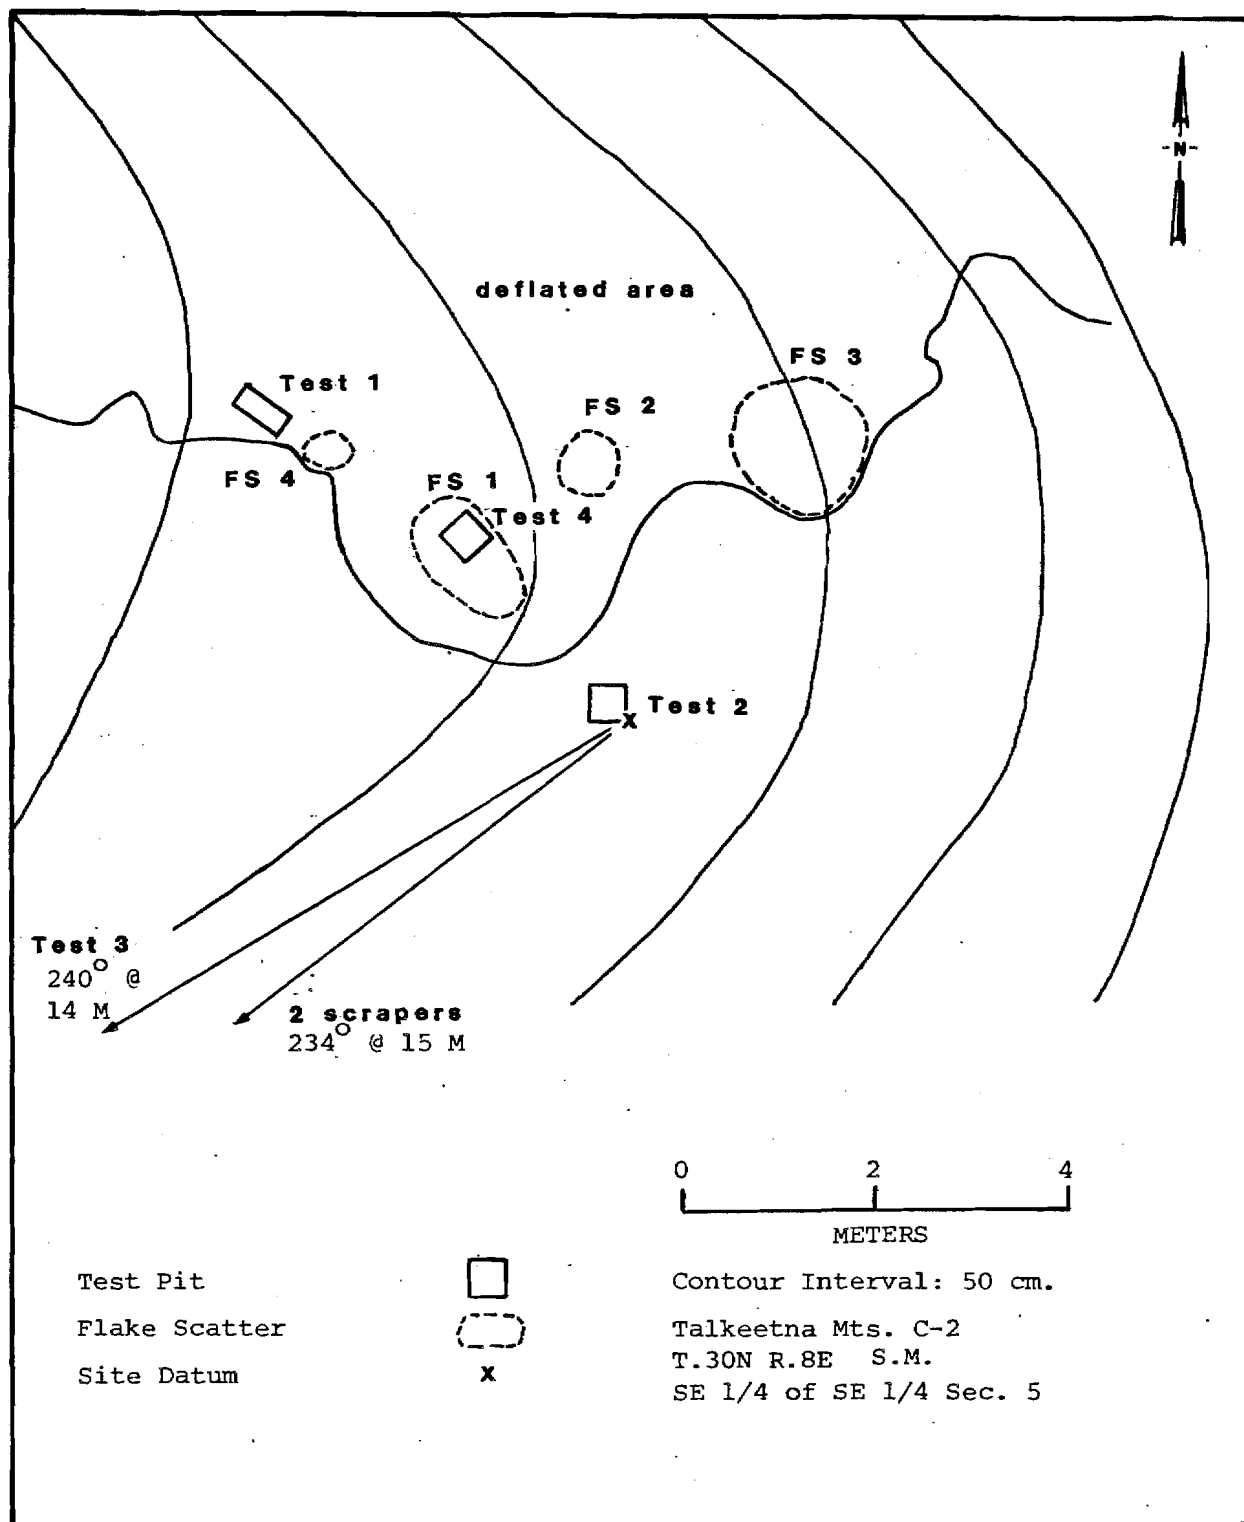 -N-
deflated area
FS 3
Test 1
FS 2
FS 4
FS 1
Test 4
Test 2
x
Test 3
240° @
14 M
2 scrapers
234° @ 15 M
0 2 4
METERS
Test Pit
Flake Scatter
Site Datum x
Contour Interval: 50 cm.
Talkeetna Mts. C-2
T.30N R.8E S.M.
SE 1/4 of SE 1/4 Sec. 5